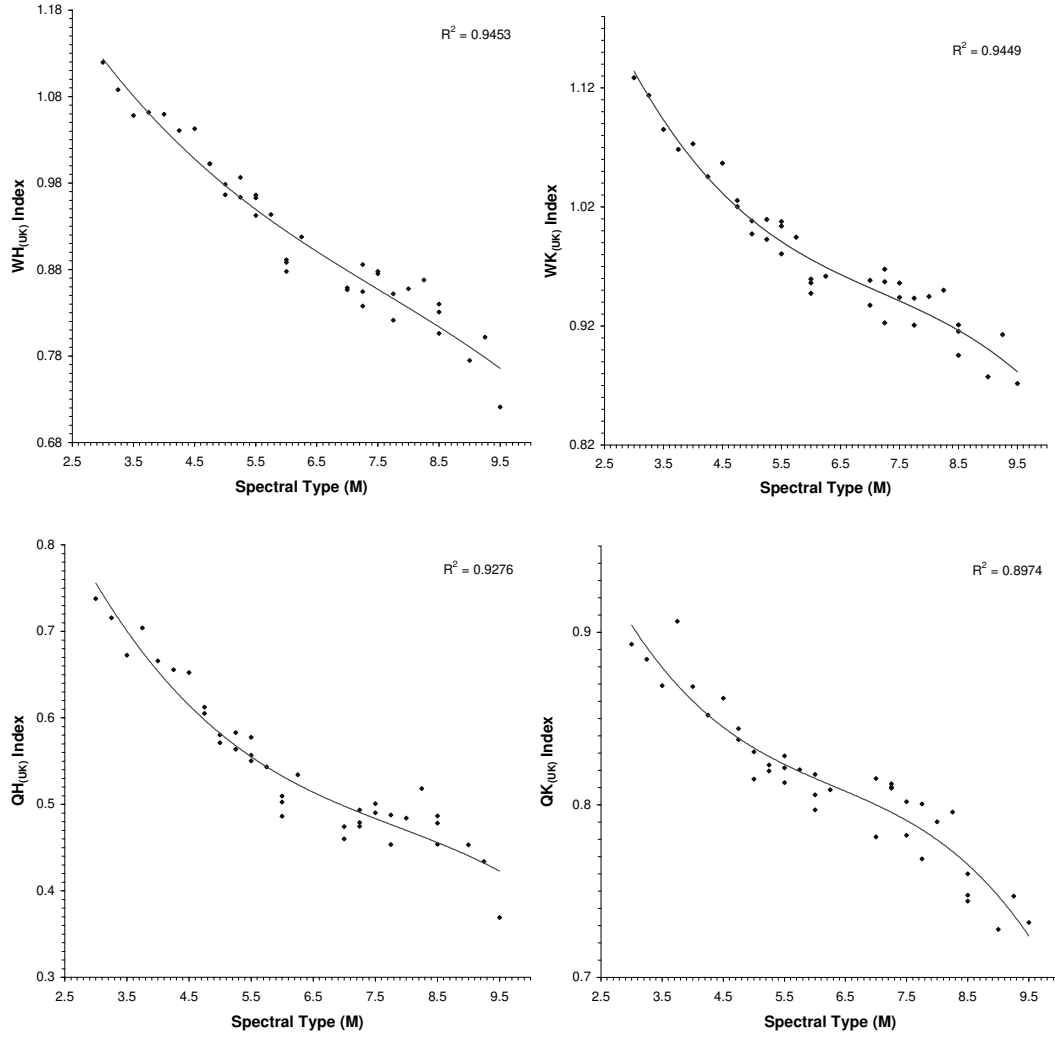 1.18
1.08
0.98
0.88
0.78
0.68
WH(UK) Index
R2 = 0.9453
2.5 3.5 4.5 5.5 6.5 7.5 8.5 9.5
Spectral Type (M)
1.12
1.02
0.92
0.82
WK(UK) Index
R2 = 0.9449
2.5 3.5 4.5 5.5 6.5 7.5 8.5 9.5
Spectral Type (M)
0.8
0.7
0.6
0.5
0.4
0.3
QH(UK) Index
R2 = 0.9276
2.5 3.5 4.5 5.5 6.5 7.5 8.5 9.5
Spectral Type (M)
0.9
0.8
0.7
QK(UK) Index
R2 = 0.8974
2.5 3.5 4.5 5.5 6.5 7.5 8.5 9.5
Spectral Type (M)